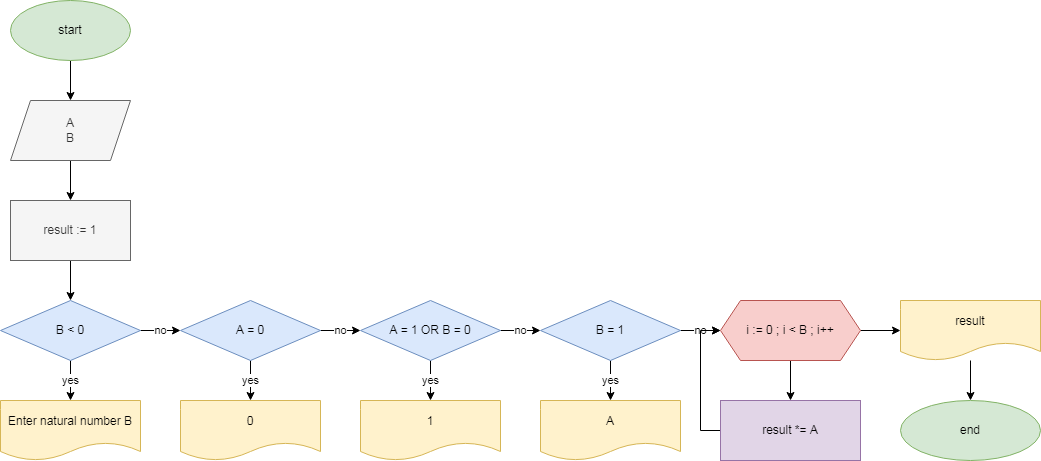 start
A
B
result := 1
B < 0
no
A = 0
no
A = 1 OR B = 0
no
B = 1
no
i := 0 ; i < B ; i++
result
yes
yes
yes
yes
Enter natural number B
0
1
A
result *= A
end